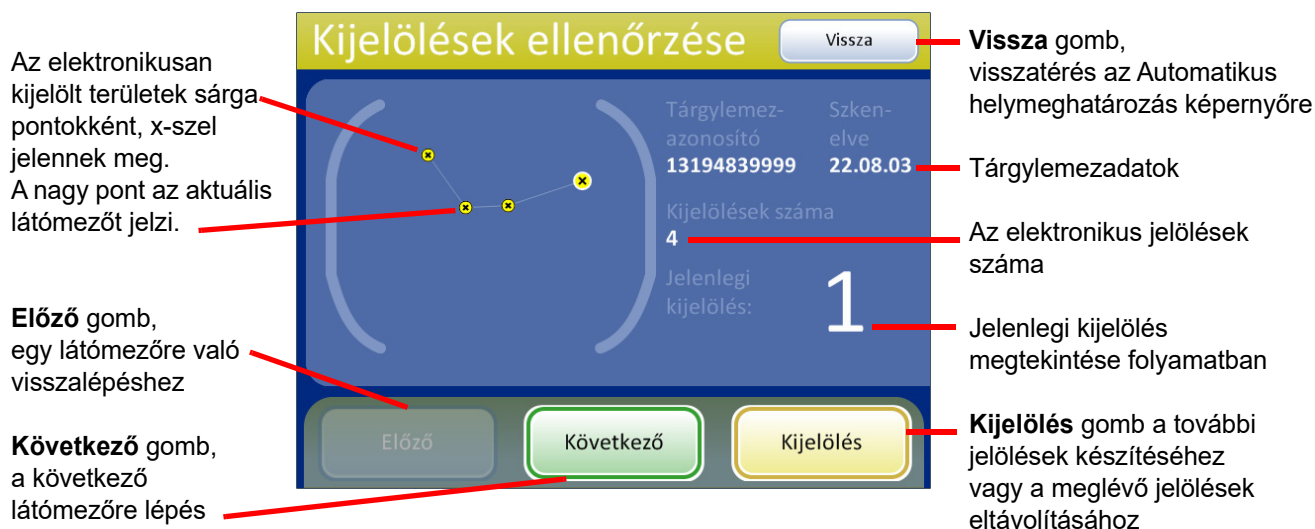 Kijelölések ellenőrzése
Vissza
Az elektronikusan
kijelölt területek sárga
pontokként, x-szel
jelennek meg.
A nagy pont az aktuális
látómezőt jelzi.
Előző gomb,
egy látómezőre való
visszalépéshez
Következő gomb,
a következő
látómezőre lépés
Tárgylemez-
azonosító
13194839999
Szken-
elve
22.08.03
Kijelölések száma
4
Jelenlegi
kijelölés:
1
Előző
Következő
Kijelölés
Vissza gomb,
visszatérés az Automatikus
helymeghatározás képernyőre
Tárgylemezadatok
Az elektronikus jelölések
száma
Jelenlegi kijelölés
megtekintése folyamatban
Kijelölés gomb a további
jelölések készítéséhez
vagy a meglévő jelölések
eltávolításához